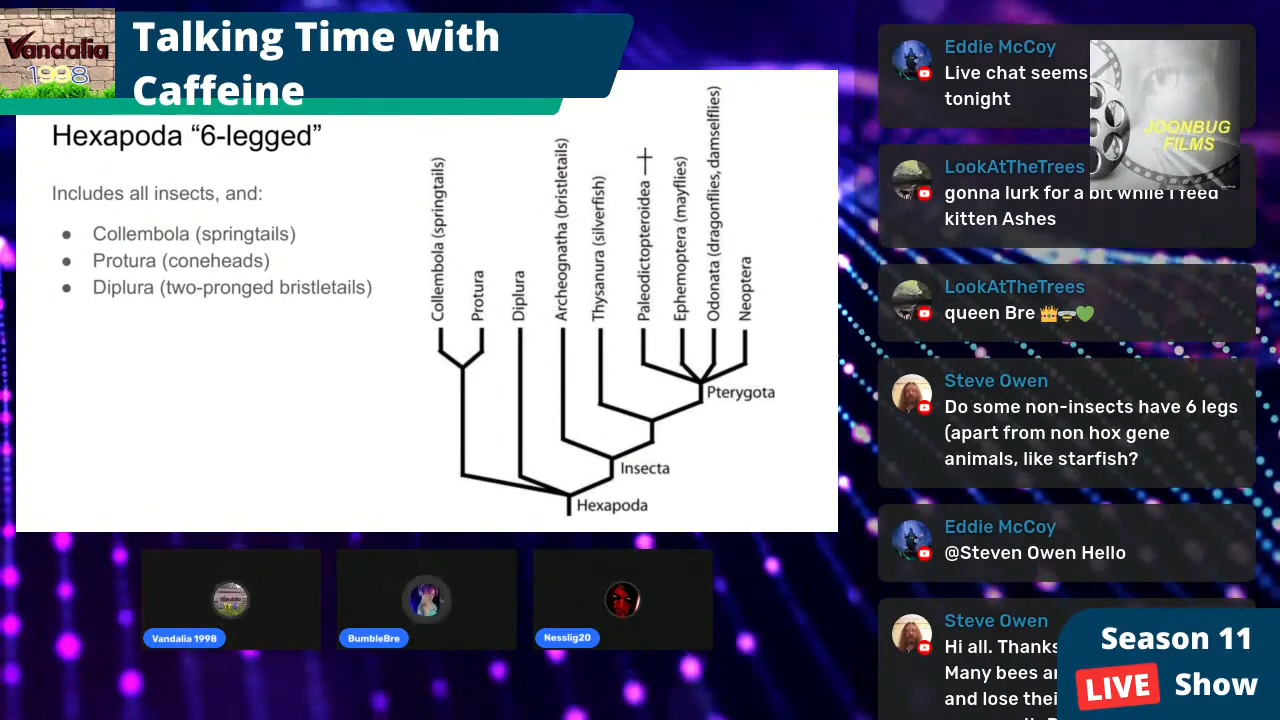 Vandalia
1998
Talking Time with
Caffeine
Hexapoda “6-legged”
Includes all insects, and:
● Collembola (springtails)
● Protura (coneheads)
● Diplura (two-pronged bristletails)
Collembola (springtails)
Protura
Diplura
Archeognatha (bristletails)
Thysanura (silverfish)
Paleodictopteroidea
Ephemoptera (mayflies)
Odonata (dragonflies, damselflies)
Neoptera
Pterygota
Insecta
Hexapoda
Vandalia 1998
BumbleBre
Nesslig20
Eddie McCoy
Live chat seems
tonight
JOONBUG
FILMS
LookAtTheTrees
gonna lurk for a bit while I feed
kitten Ashes
LookAtTheTrees
queen Bre 👑🐝💚
Steve Owen
Do some non-insects have 6 legs
(apart from non hox gene
animals, like starfish?
Eddie McCoy
@Steven Owen Hello
Steve Owen
Hi all. Thanks
Many bees
and lose
Season 11
LIVE Show